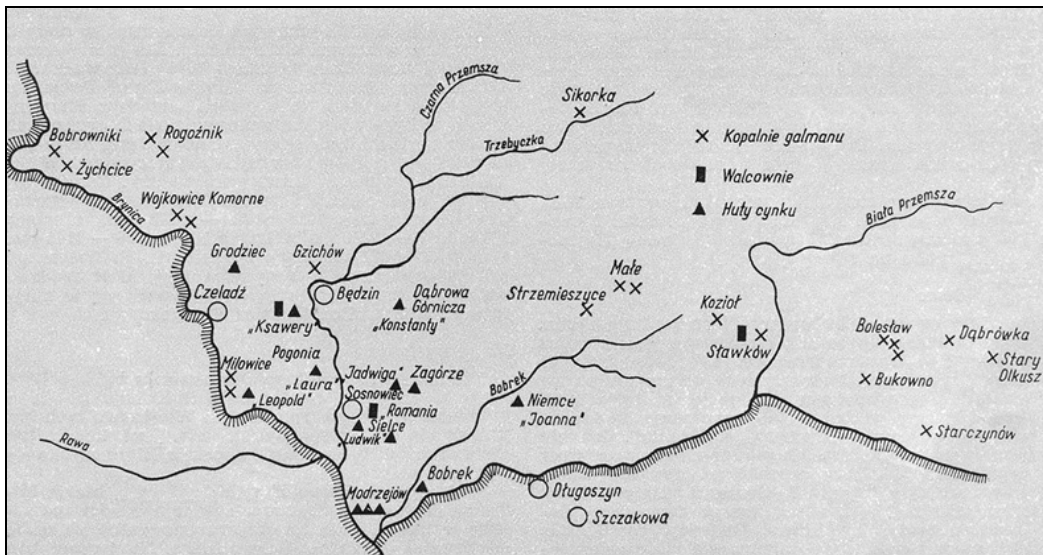 Czarna Przemsza
Sikorka
Bobrowniki
Rogoźnik
Żychcice
Trzebyczka
Kopalnie galmanu
Walcownie
Huty cynku
Brynica
Wojkowice Komorne
Biała Przemsza
Grodziec
Gzichów
Czeladź
Będzin
Dąbrowa
Górnicza
„Konstanty"
„Ksawery"
Małe
Strzemieszyce
Kozioł
Sławków
Bolesław
Dąbrówka
Stary
Olkusz
Bukowno
Starczynów
Milowice
„Leopold"
Pogonia
„Laura"
„Jadwiga"
Zagórze
Sosnowiec
„Romania
Sielce
„Ludwik"
Bobrek
Niemce
„Joanna"
Rawa
Modrzejów
Bobrek
Długoszyn
Szczakowa